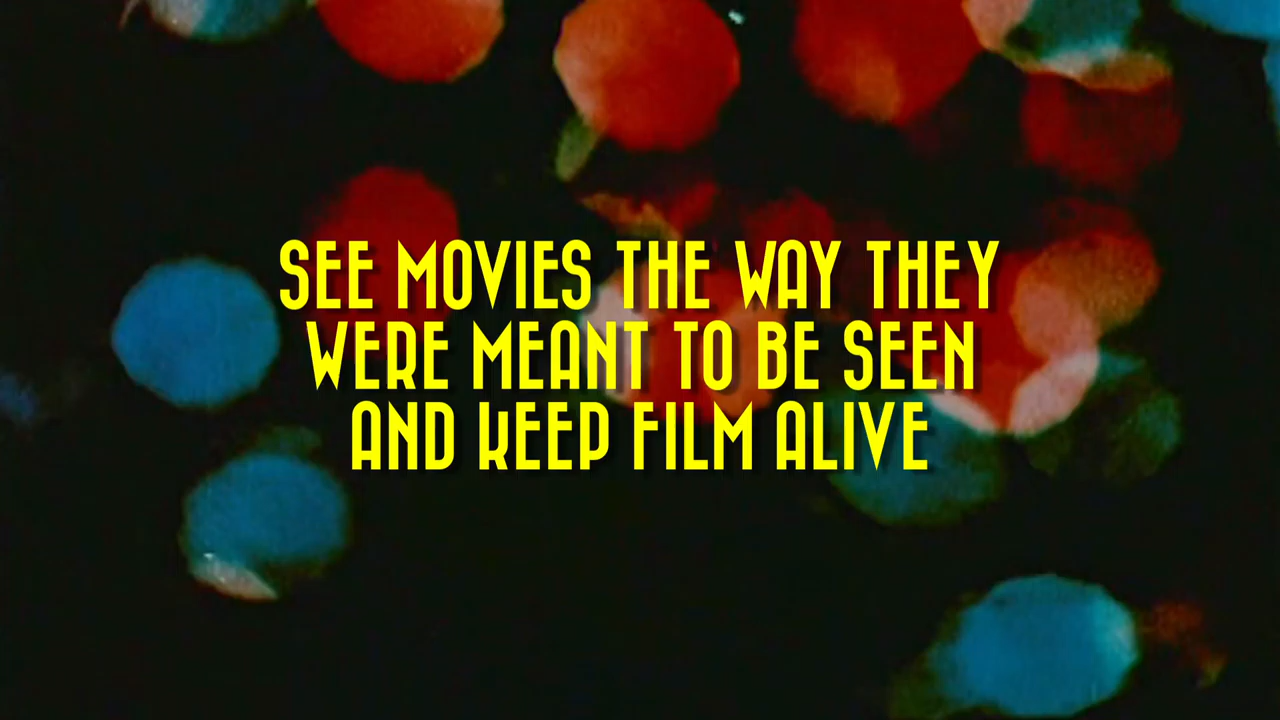 SEE MOVIES THE WAY THEY
WERE MEANT TO BE SEEN
AND KEEP FILM ALIVE